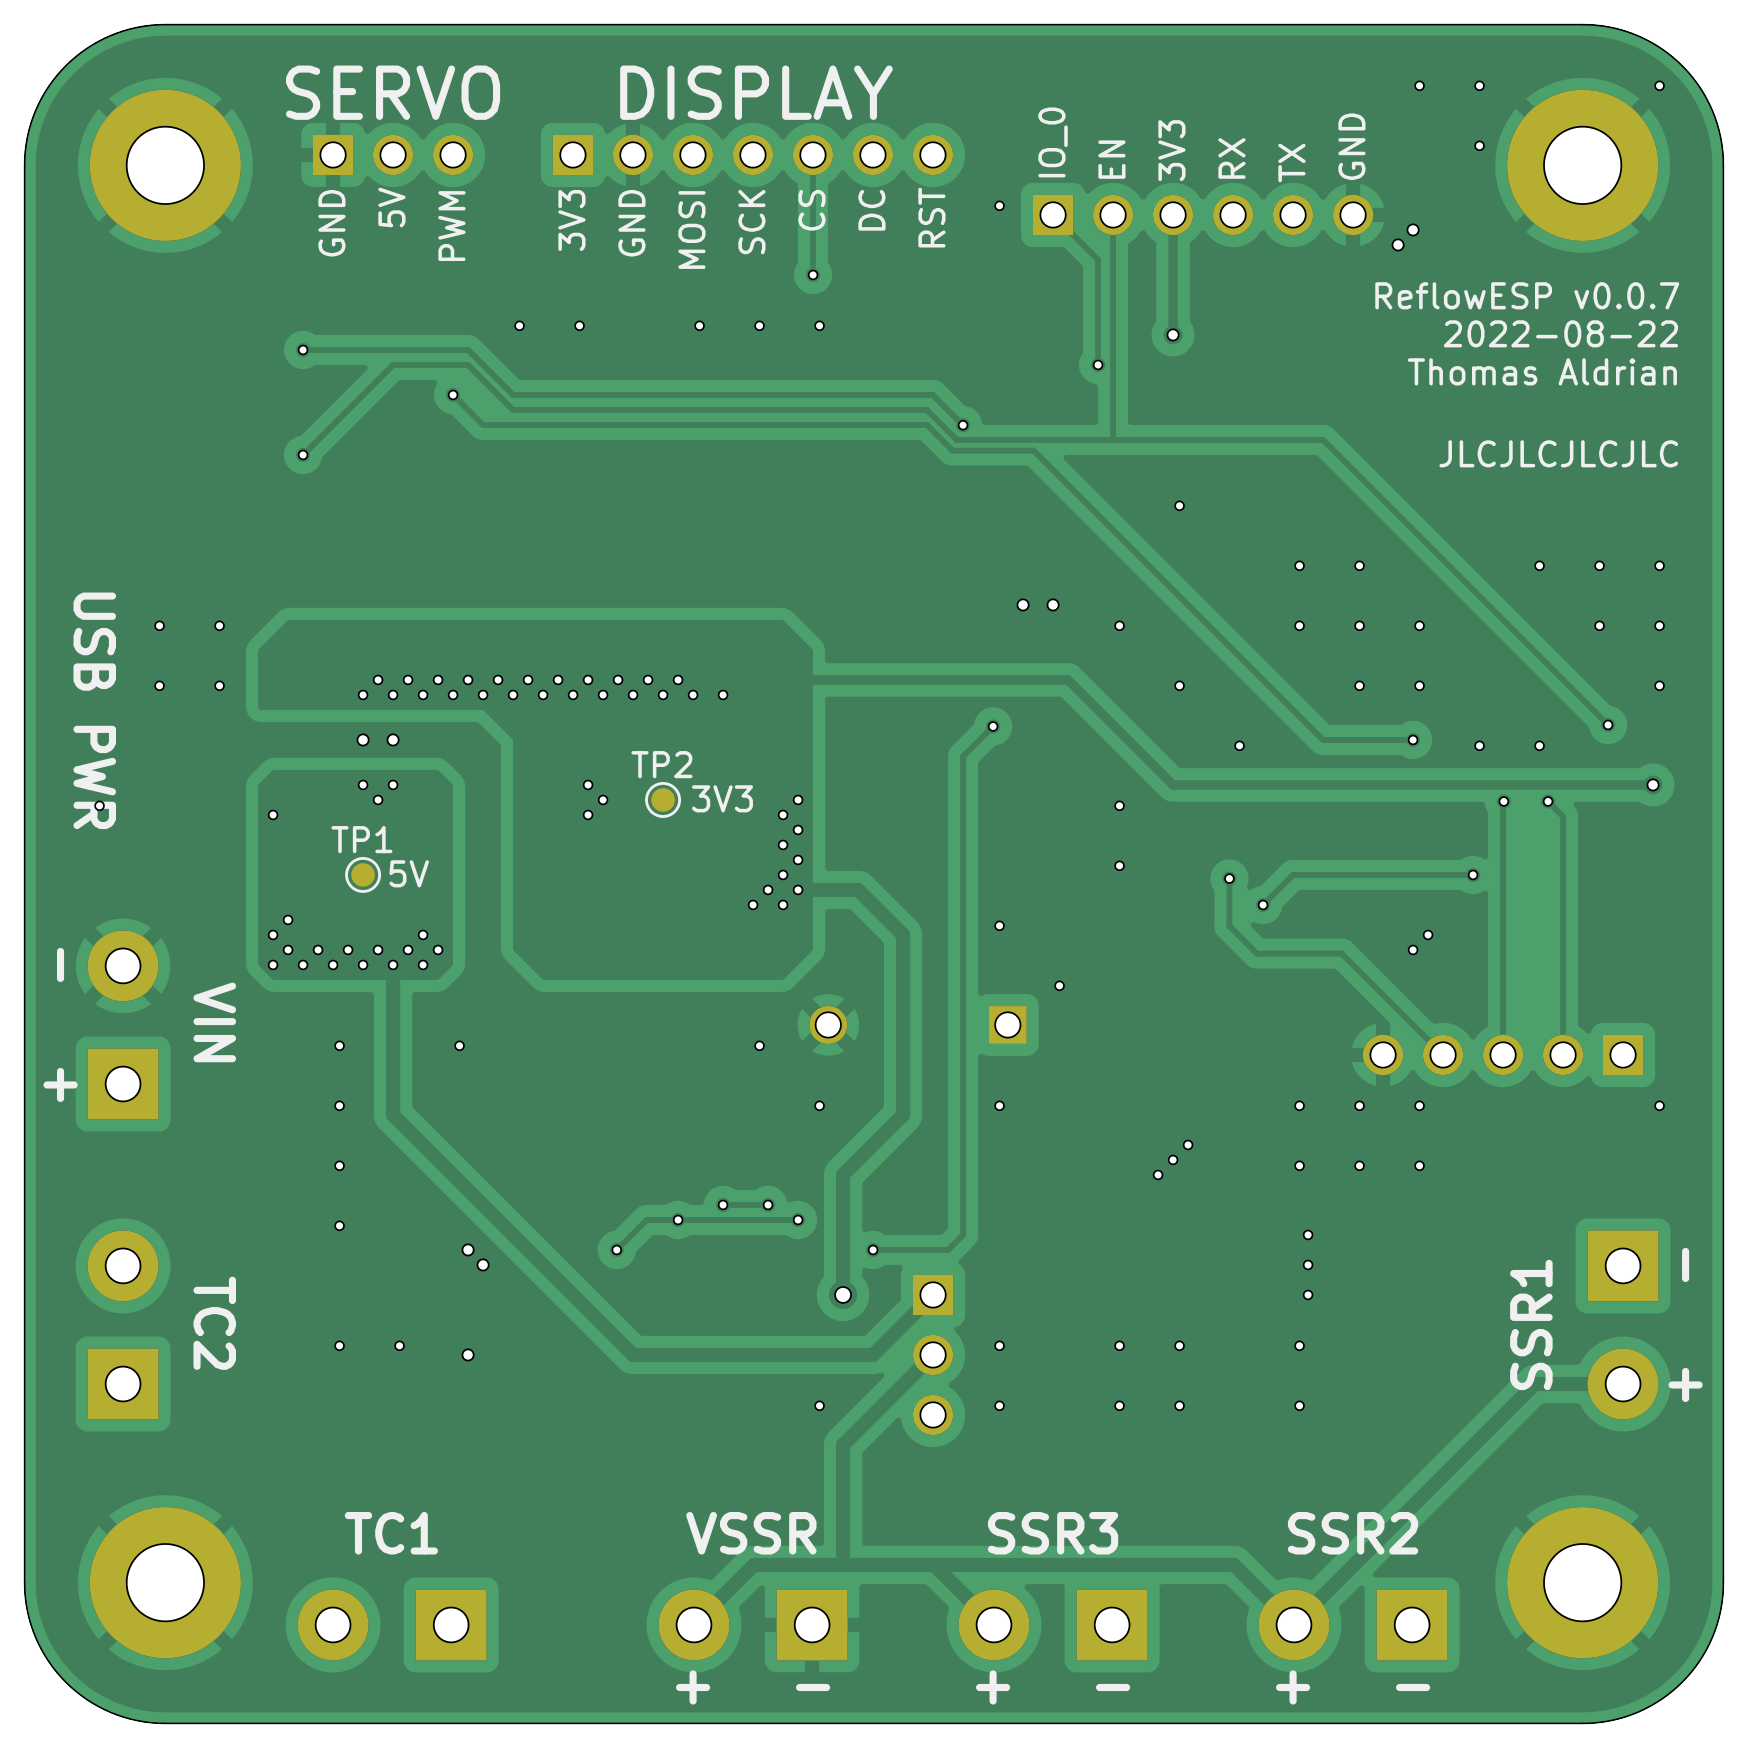 SERVO
DISPLAY
GND
5V
PWM
3V3
GND
MOSI
SCK
CS
DC
RST
IO_0
EN
3V3
RX
TX
GND
ReflowESP v0.0.7
2022-08-22
Thomas Aldrian
JLCJLCJLCJLC
USB PWR
TP2
3V3
TP1
5V
-
VIN
+
TC2
SSR1
-
+
TC1
VSSR
SSR3
SSR2
+ - + - + -